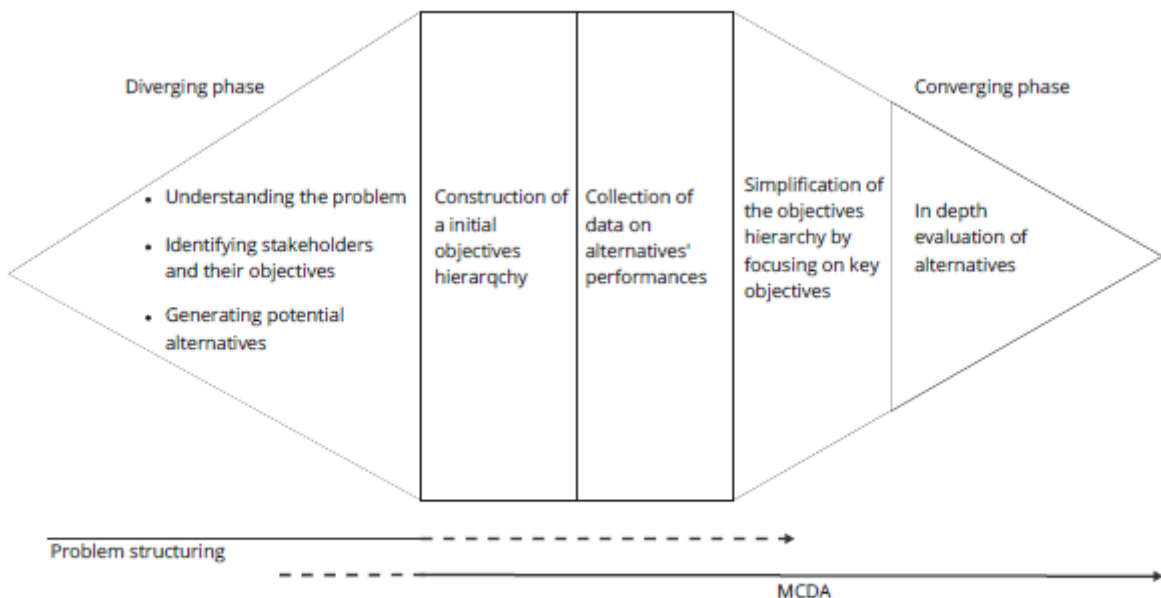 Diverging phase
• Understanding the problem
• Identifying stakeholders
and their objectives
• Generating potential
alternatives
Construction of
a initial
objectives
hierarqchy
Collection of
data on
alternatives'
performances
Converging phase
Simplification of
the objectives
hierarchy by
focusing on key
objectives
In depth
evaluation of
alternatives
Problem structuring
MCDA